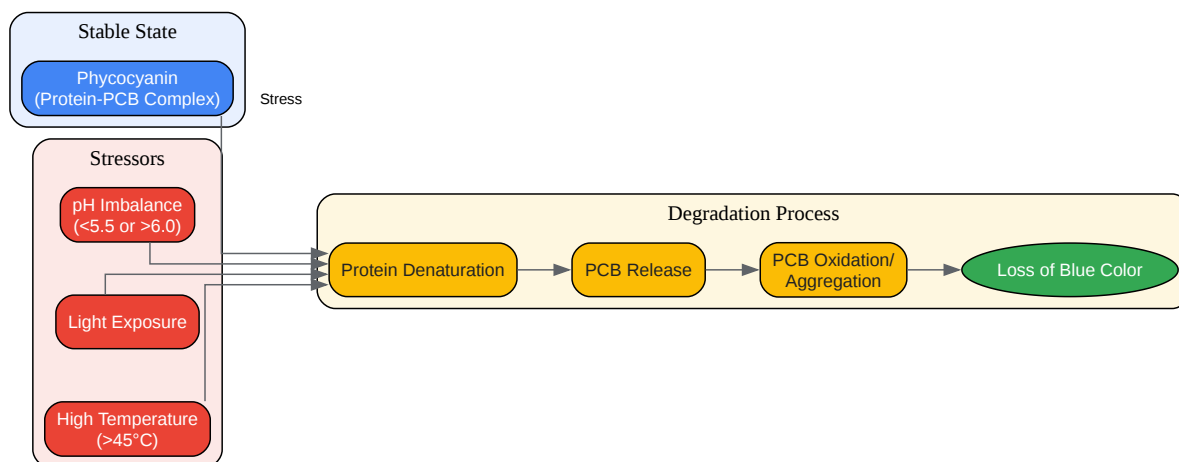 Stable State
Phycocyanin
(Protein-PCB Complex)
Stress
Stressors
pH Imbalance
(<5.5 or >6.0)
Light Exposure
High Temperature
(>45°C)
Degradation Process
Protein Denaturation
PCB Release
PCB Oxidation/
Aggregation
Loss of Blue Color